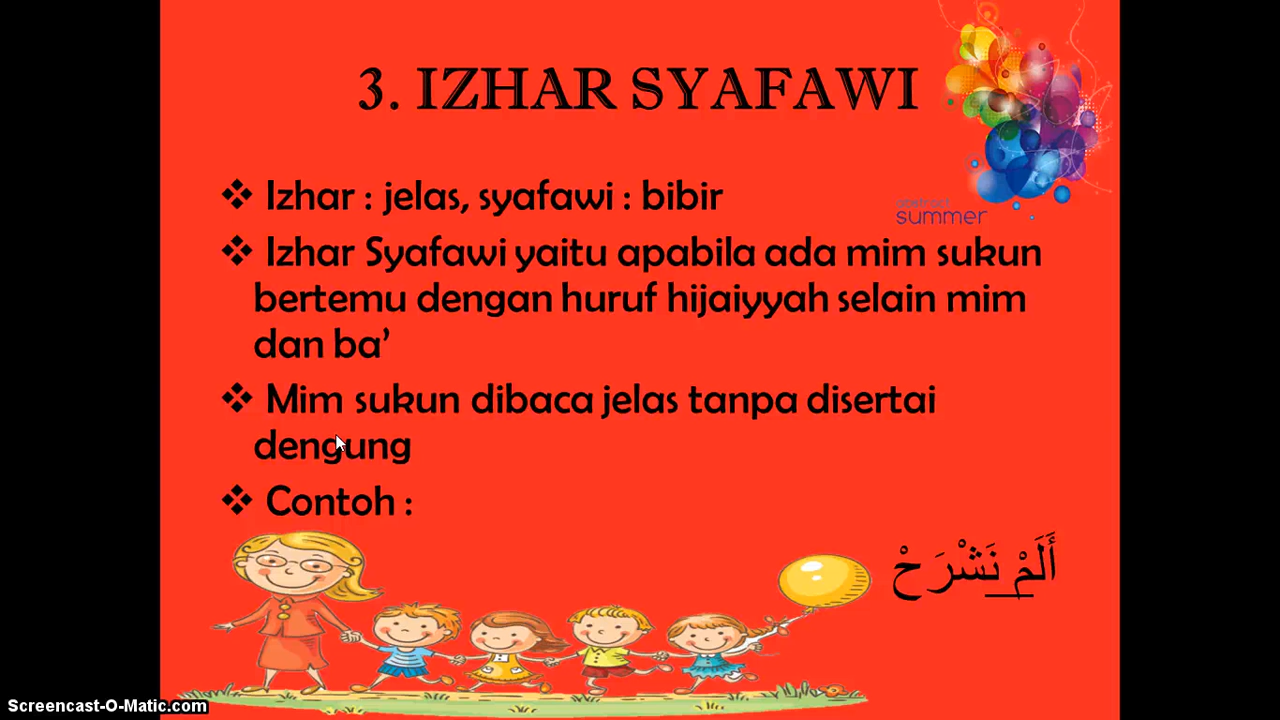 3. IZHAR SYAFAWI
abstract
summer
❖ Izhar : jelas, syafawi : bibir
❖ Izhar Syafawi yaitu apabila ada mim sukun
bertemu dengan huruf hijaiyyah selain mim
dan ba’
❖ Mim sukun dibaca jelas tanpa disertai
dengung
❖ Contoh :
أَلَمْ نَشْرَحْ
Screencast-O-Matic.com